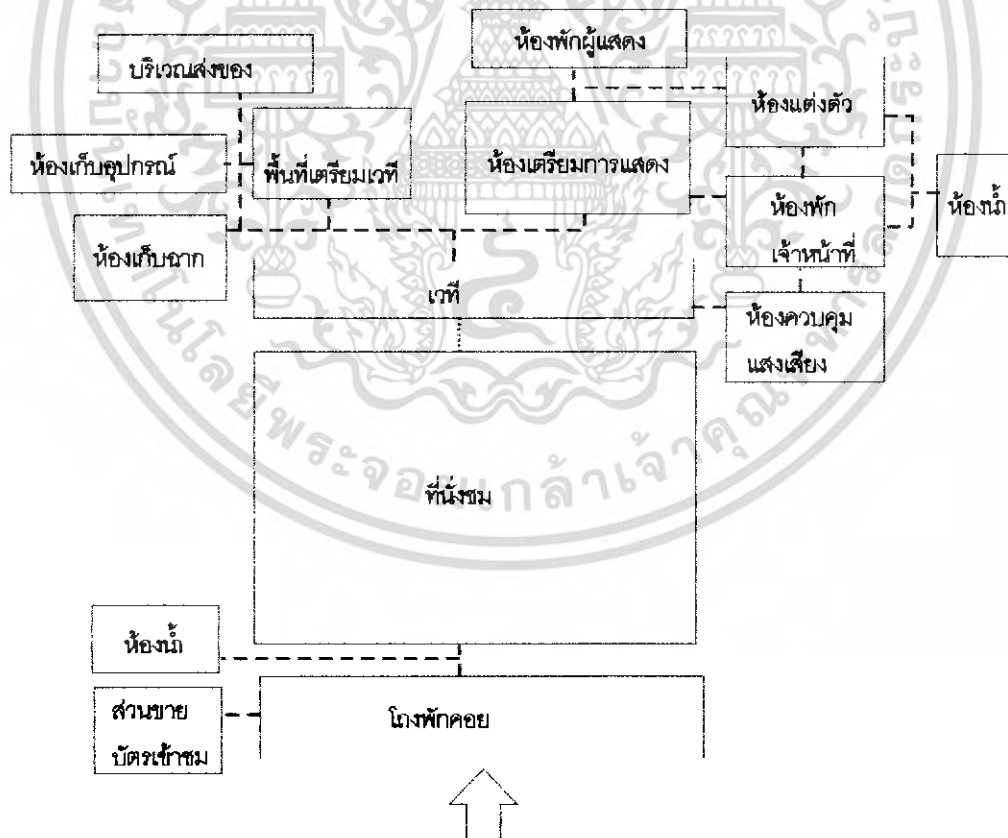 ห้องพักผู้แสดง
บริเวณส่งของ
ห้องแต่งตัว
ห้องเก็บอุปกรณ์
พื้นที่เตรียมเวที
ห้องเตรียมการแสดง
ห้องพัก
เจ้าหน้าที่
ห้องน้ำ
ห้องเก็บฉาก
เวที
ห้องควบคุม
แสงเสียง
ที่นั่งชม
ห้องน้ำ
ส่วนขาย
บัตรเข้าชม
โถงพักคอย